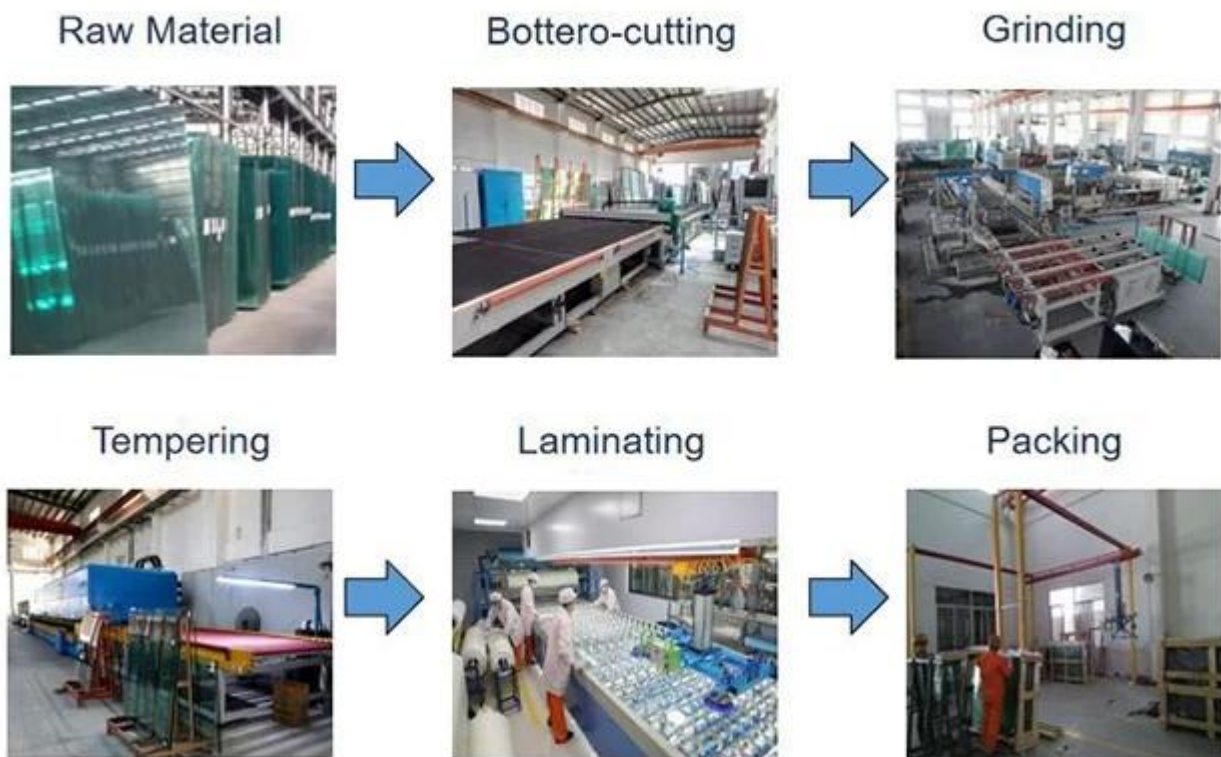 Raw Material
Bottero-cutting
Grinding
Tempering
Laminating
Packing